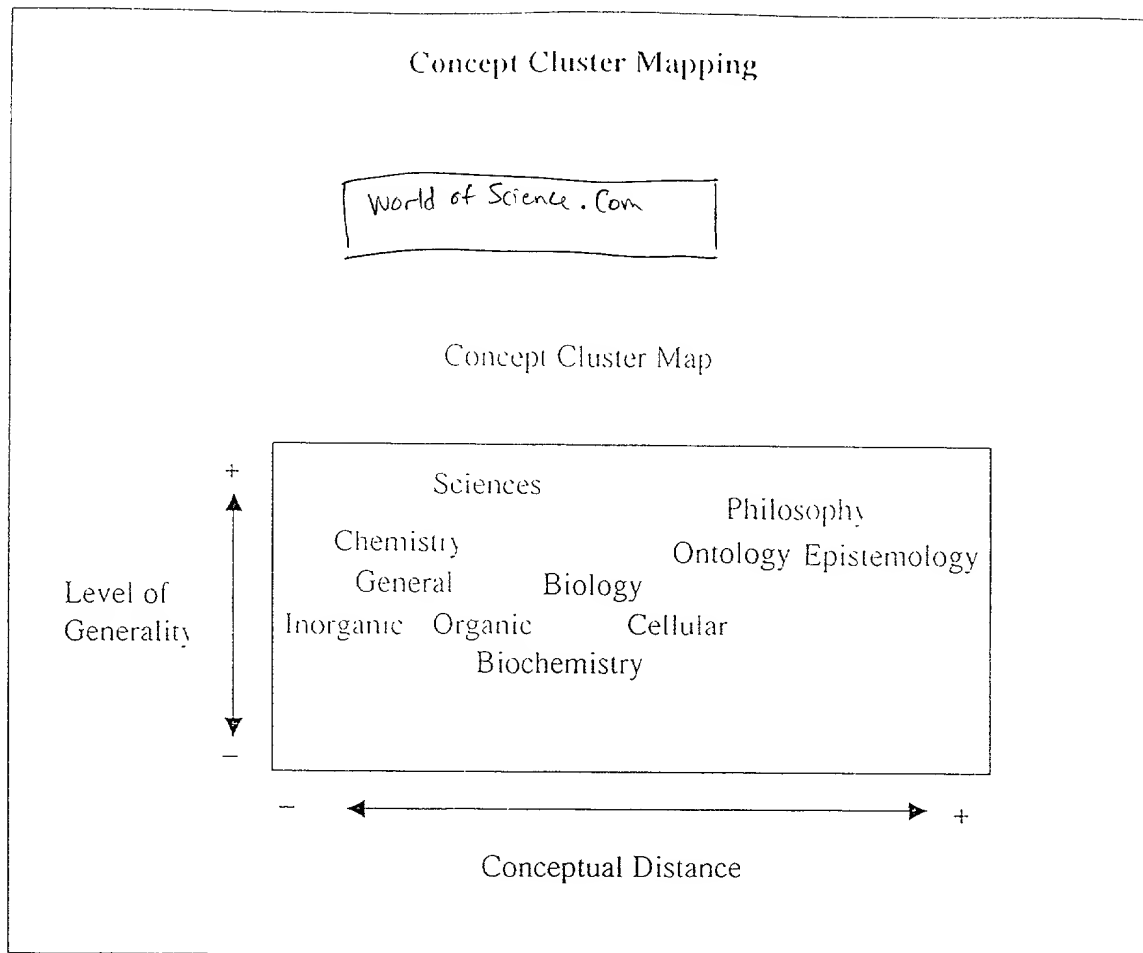 Concept Cluster Mapping
World of Science.Com
Concept Cluster Map
+
Sciences
Philosophy
Chemistry
Ontology Epistemology
General Biology
Level of
Generality
Inorganic Organic Cellular
Biochemistry
−
− +
Conceptual Distance